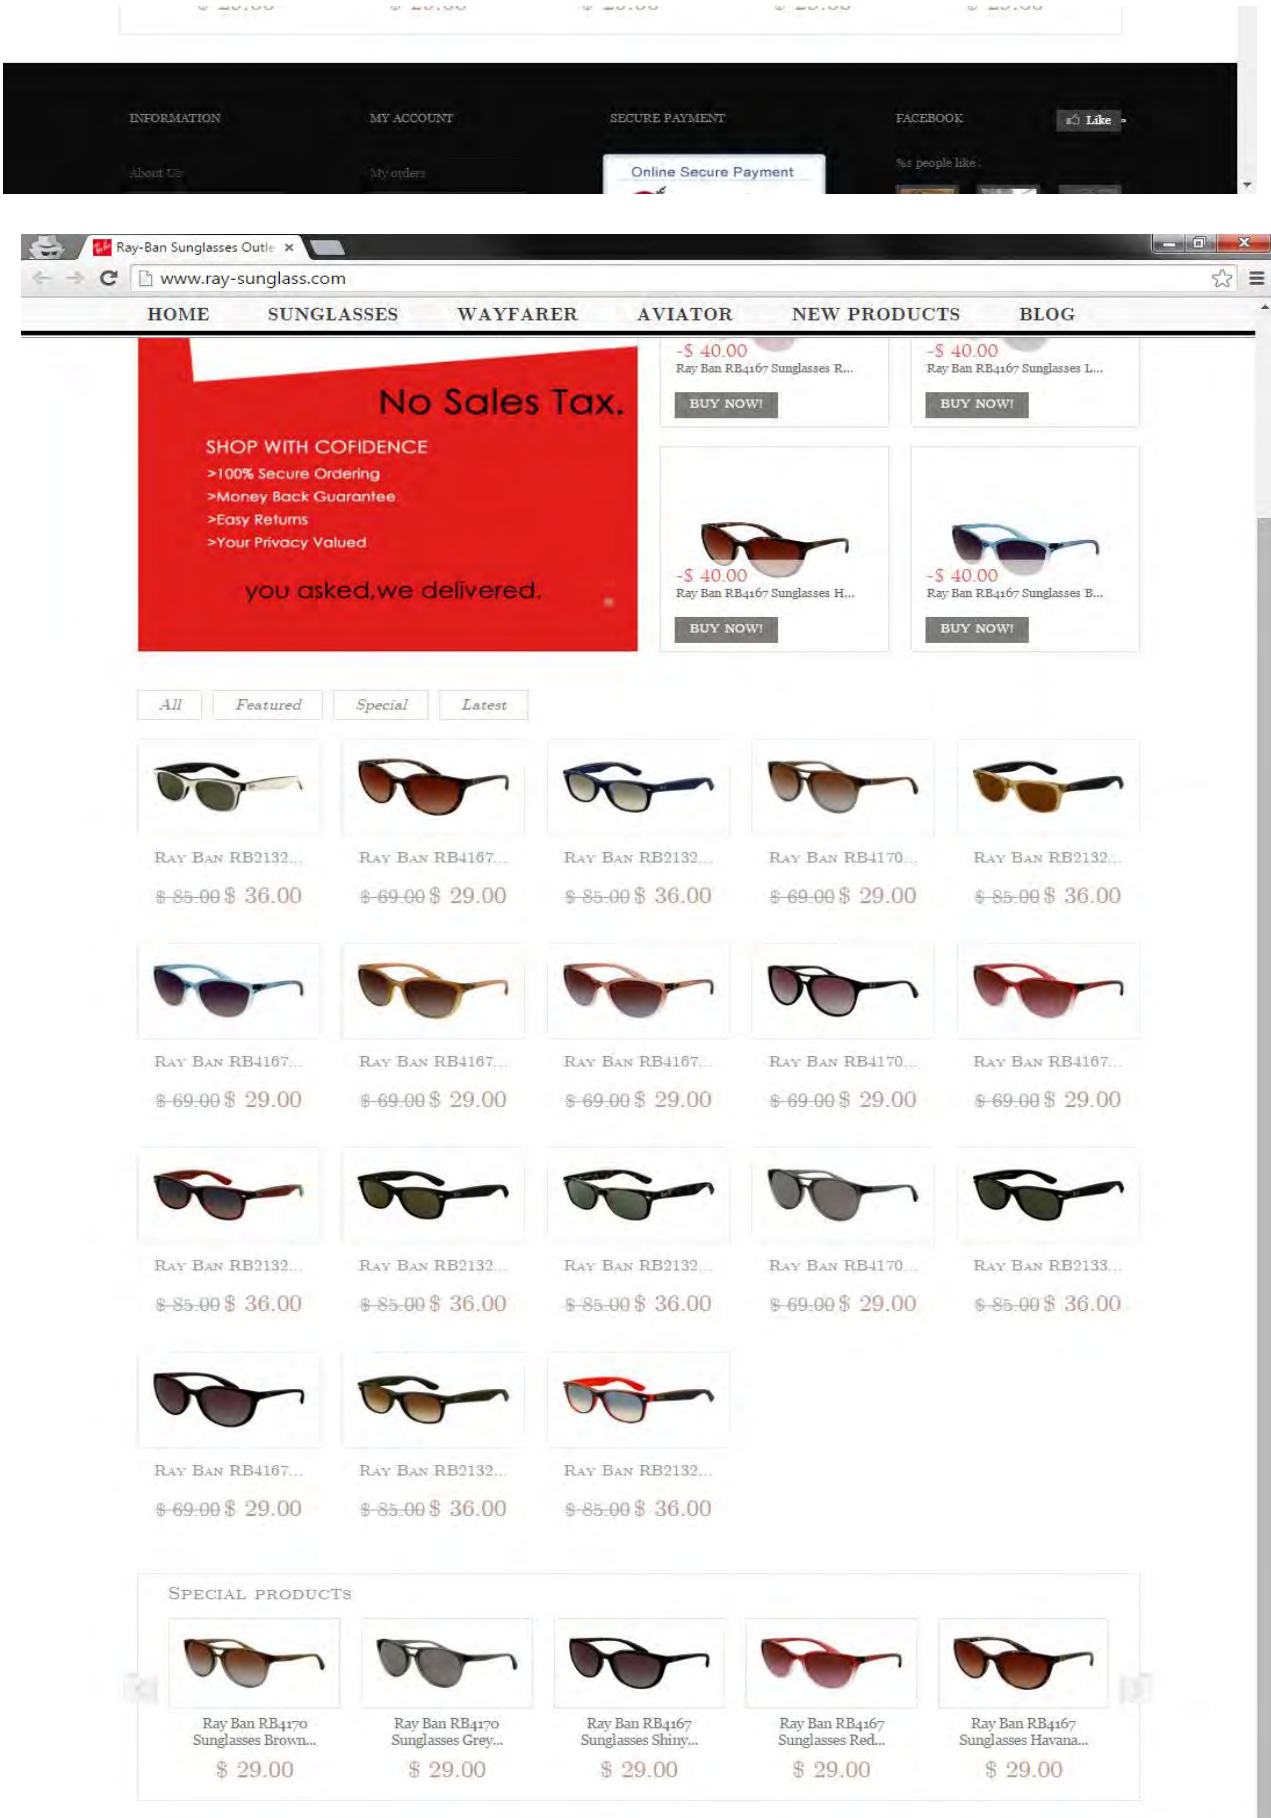 $ 29.00 $ 29.00 $ 29.00 $ 29.00 $ 29.00
INFORMATION MY ACCOUNT SECURE PAYMENT FACEBOOK Like
%s people like .
About Us My orders Online Secure Payment
Ray-Ban Sunglasses Outle
www.ray-sunglass.com
HOME SUNGLASSES WAYFARER AVIATOR NEW PRODUCTS BLOG
No Sales Tax.
SHOP WITH COFIDENCE
>100% Secure Ordering
>Money Back Guarantee
>Easy Returns
>Your Privacy Valued
you asked,we delivered.
-$ 40.00 -$ 40.00
Ray Ban RB4167 Sunglasses R... Ray Ban RB4167 Sunglasses L...
BUY NOW! BUY NOW!
-$ 40.00 -$ 40.00
Ray Ban RB4167 Sunglasses H... Ray Ban RB4167 Sunglasses B...
BUY NOW! BUY NOW!
All Featured Special Latest
Ray Ban RB2132... Ray Ban RB4167... Ray Ban RB2132... Ray Ban RB4170... Ray Ban RB2132...
$ 85.00 $ 36.00 $ 69.00 $ 29.00 $ 85.00 $ 36.00 $ 69.00 $ 29.00 $ 85.00 $ 36.00
Ray Ban RB4167... Ray Ban RB4167... Ray Ban RB4167... Ray Ban RB4170... Ray Ban RB4167...
$ 69.00 $ 29.00 $ 69.00 $ 29.00 $ 69.00 $ 29.00 $ 69.00 $ 29.00 $ 69.00 $ 29.00
Ray Ban RB2132... Ray Ban RB2132... Ray Ban RB2132... Ray Ban RB4170... Ray Ban RB2133...
$ 85.00 $ 36.00 $ 85.00 $ 36.00 $ 85.00 $ 36.00 $ 69.00 $ 29.00 $ 85.00 $ 36.00
Ray Ban RB4167... Ray Ban RB2132... Ray Ban RB2132...
$ 69.00 $ 29.00 $ 85.00 $ 36.00 $ 85.00 $ 36.00
Special products
Ray Ban RB4170 Ray Ban RB4170 Ray Ban RB4167 Ray Ban RB4167 Ray Ban RB4167
Sunglasses Brown... Sunglasses Grey... Sunglasses Shiny... Sunglasses Red... Sunglasses Havana...
$ 29.00 $ 29.00 $ 29.00 $ 29.00 $ 29.00